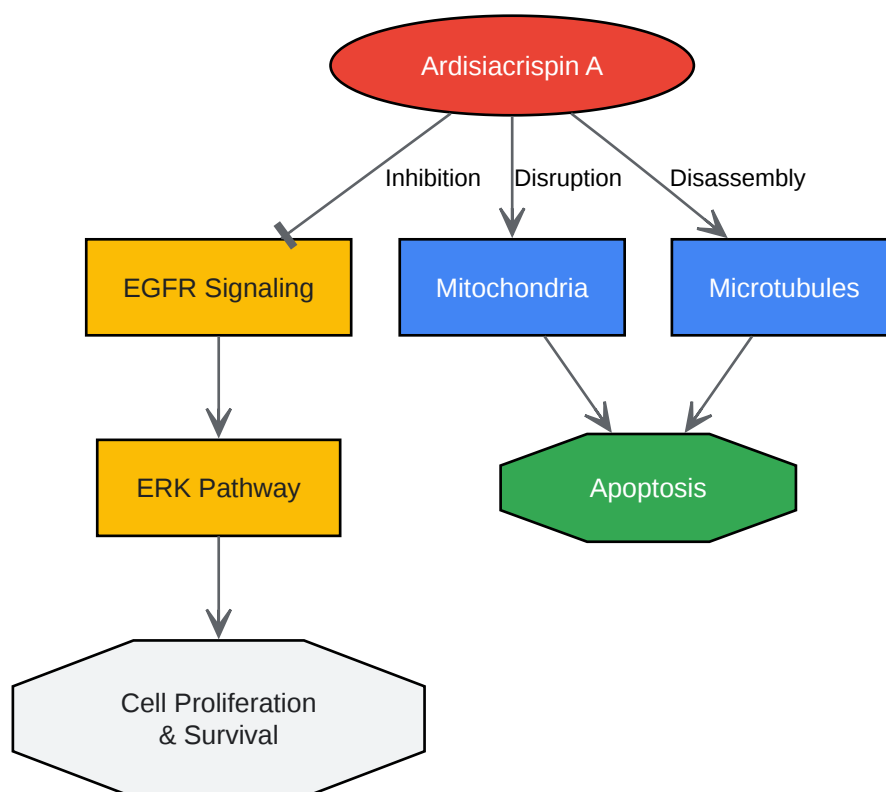 Ardisiacrispin A
Inhibition
Disruption
Disassembly
EGFR Signaling
Mitochondria
Microtubules
ERK Pathway
Apoptosis
Cell Proliferation
& Survival